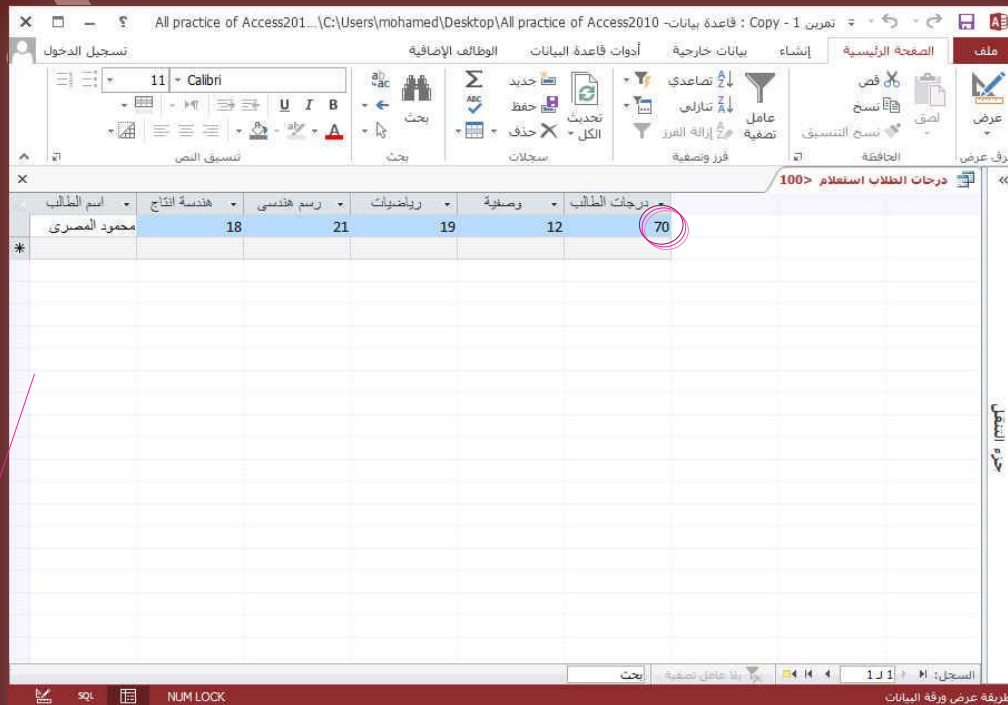 All practice of Access201...\C:\Users\mohamed\Desktop\All practice of Access2010 -قاعدة بيانات : Copy - 1 تمرين
ملف الصفحة الرئيسية إنشاء بيانات خارجية أدوات قاعدة البيانات الوظائف الإضافية تسجيل الدخول
عرض
لصق
قص
نسخ
نسخ التنسيق
الحافظة
عامل تصفية
تصاعدي
تنازلي
إزالة الفرز
فرز وتصفية
تحديث الكل
جديد
حفظ
حذف
سجلات
بحث
بحث
Calibri 11
B I U
A
تنسيق النص
درجات الطلاب استعلام <100
درجات الطالب وصفية رياضيات رسم هندسى هندسة انتاج اسم الطالب
70 12 19 21 18 محمود المصرى
جزء التنقل
السجل: 1 لـ 1 بلا عامل تصفية بحث
طريقة عرض ورقة البيانات NUM LOCK SQL